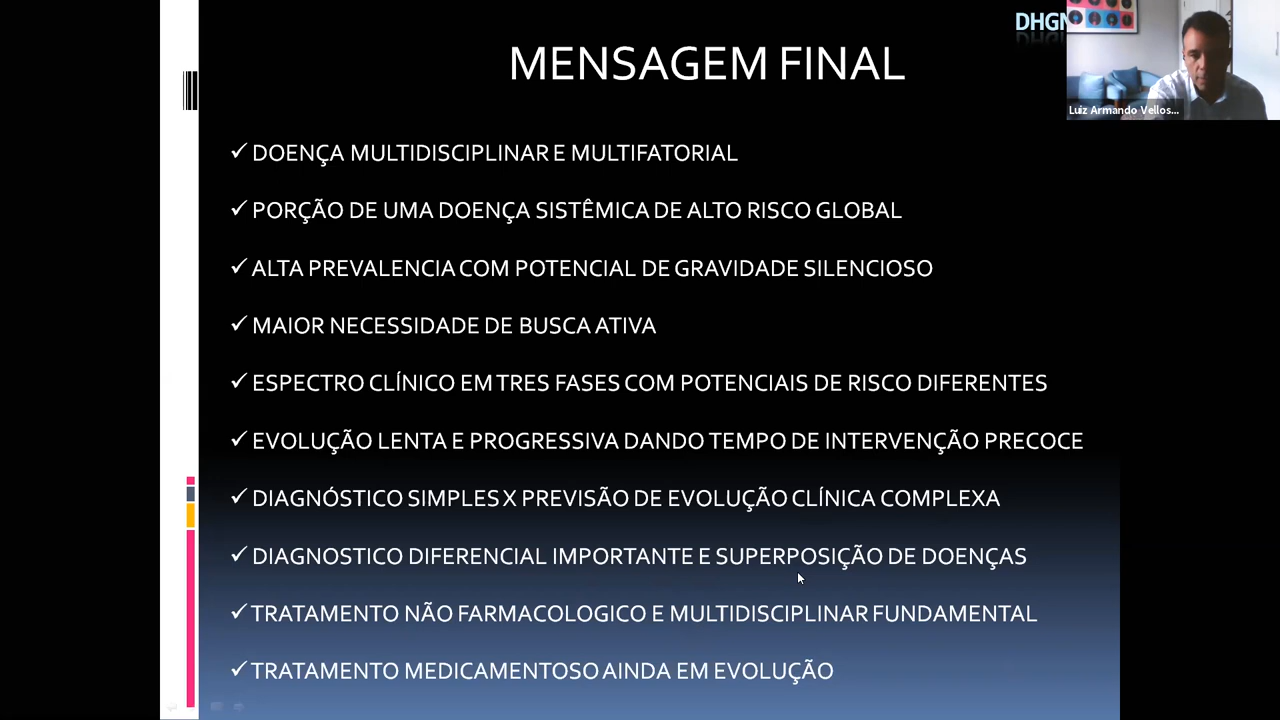 DHGN
MENSAGEM FINAL
Luiz Armando Vellos...
✓ DOENÇA MULTIDISCIPLINAR E MULTIFATORIAL
✓ PORÇÃO DE UMA DOENÇA SISTÊMICA DE ALTO RISCO GLOBAL
✓ ALTA PREVALENCIA COM POTENCIAL DE GRAVIDADE SILENCIOSO
✓ MAIOR NECESSIDADE DE BUSCA ATIVA
✓ ESPECTRO CLÍNICO EM TRES FASES COM POTENCIAIS DE RISCO DIFERENTES
✓ EVOLUÇÃO LENTA E PROGRESSIVA DANDO TEMPO DE INTERVENÇÃO PRECOCE
✓ DIAGNÓSTICO SIMPLES X PREVISÃO DE EVOLUÇÃO CLÍNICA COMPLEXA
✓ DIAGNOSTICO DIFERENCIAL IMPORTANTE E SUPERPOSIÇÃO DE DOENÇAS
✓ TRATAMENTO NÃO FARMACOLOGICO E MULTIDISCIPLINAR FUNDAMENTAL
✓ TRATAMENTO MEDICAMENTOSO AINDA EM EVOLUÇÃO